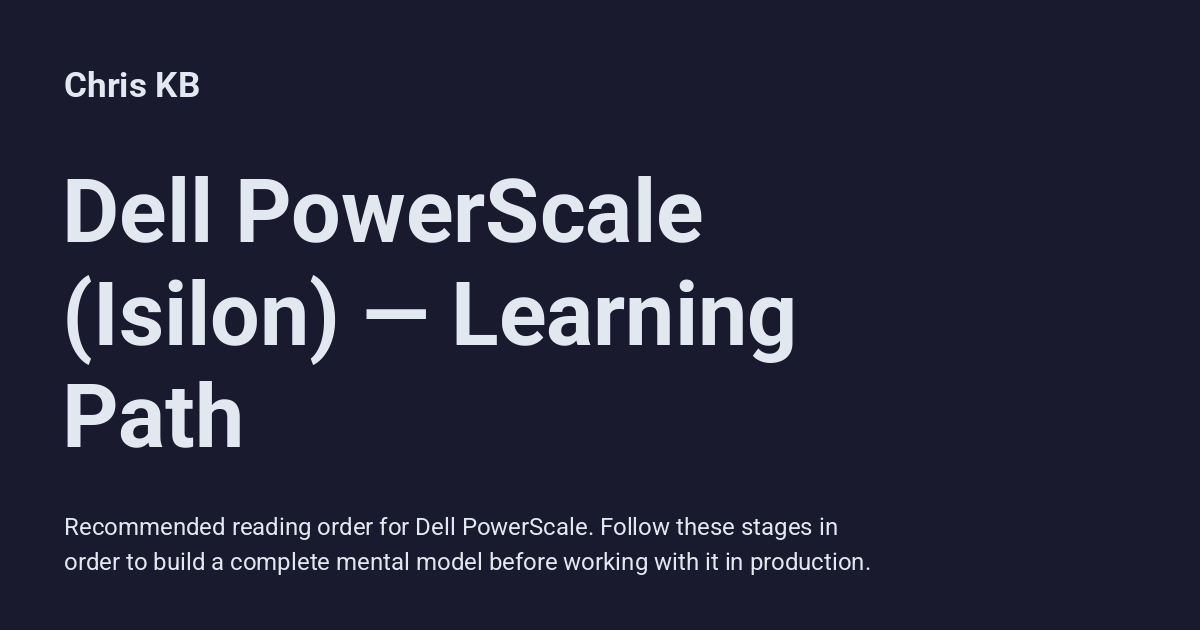 Chris KB
Dell PowerScale
(Isilon) — Learning
Path
Recommended reading order for Dell PowerScale. Follow these stages in
order to build a complete mental model before working with it in production.